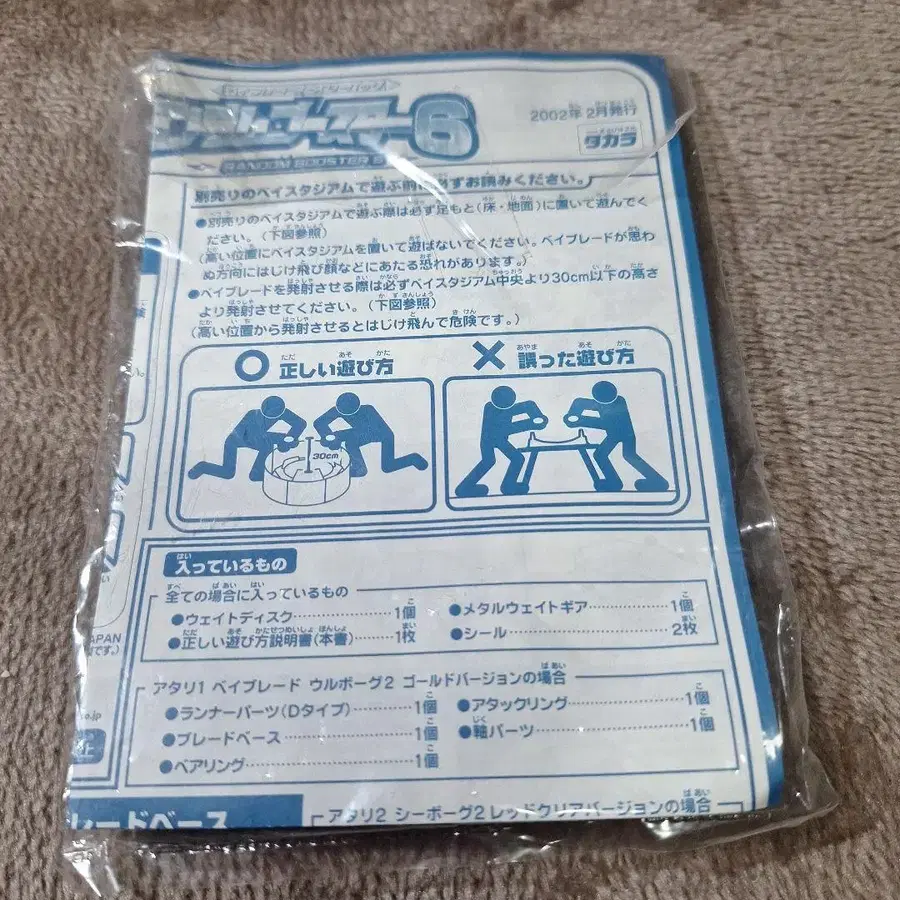 ランダムブースター6
RANDOM BOOSTER
2002年 2月発行
タカラ
別売りのベイスタジアムで遊ぶ前に必ずお読みください。
●別売りのベイスタジアムで遊ぶ際は必ず足もと(床・地面)に置いて遊んでく
ださい。(下図参照)
(高い位置にベイスタジアムを置いて遊ばないでください。ベイブレードが思わ
ぬ方向にはじけ飛び顔などにあたる恐れがあります。)
●ベイブレードを発射させる際は必ずベイスタジアム中央より30cm以下の高さ
より発射させてください。(下図参照)
(高い位置から発射させるとはじけ飛んで危険です。)
正しい遊び方
誤った遊び方
30cm
入っているもの
全ての場合に入っているもの
●ウェイトディスク 1個
●メタルウェイトギア 1個
●正しい遊び方説明書(本書) 1枚
●シール 2枚
アタリ1 ベイブレード ウルボーグ2 ゴールドバージョンの場合
●ランナーパーツ(Dタイプ) 1個
●アタックリング 1個
●ブレードベース 1個
●軸パーツ 1個
●ベアリング 1個
レードベース
アタリ2 シーボーグ2 レッドクリアバージョンの場合
JAPAN
o.jp